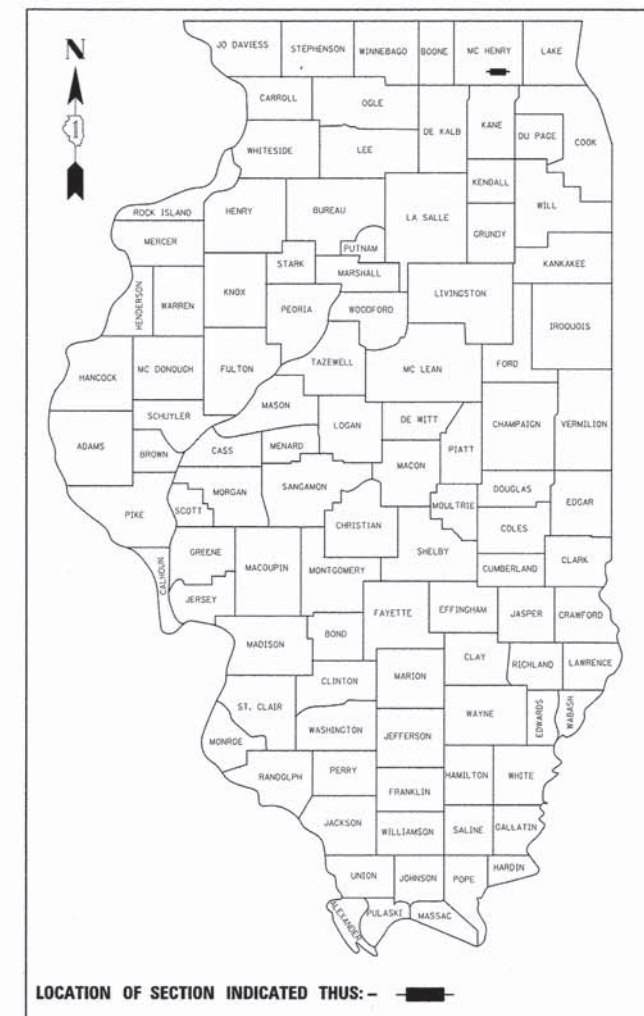 N
JO DAVIESS
STEPHENSON
WINNEBAGO
BOONE
MC HENRY
LAKE
CARROLL
OGLE
DE KALB
KANE
DU PAGE
COOK
WHITESIDE
LEE
KENDALL
WILL
ROCK ISLAND
HENRY
BUREAU
LA SALLE
GRUNDY
MERCER
PUTNAM
KANKAKEE
STARK
MARSHALL
HENDERSON
WARREN
KNOX
PEORIA
WOODFORD
LIVINGSTON
IROQUOIS
HANCOCK
MC DONOUGH
FULTON
TAZEWELL
MC LEAN
FORD
SCHUYLER
MASON
LOGAN
DE WITT
CHAMPAIGN
VERMILION
ADAMS
BROWN
CASS
MENARD
PIATT
MACON
PIKE
SCOTT
MORGAN
SANGAMON
CHRISTIAN
MOULTRIE
DOUGLAS
COLES
EDGAR
CALHOUN
GREENE
MACOUPIN
MONTGOMERY
SHELBY
CUMBERLAND
CLARK
JERSEY
FAYETTE
EFFINGHAM
JASPER
CRAWFORD
MADISON
BOND
CLAY
RICHLAND
LAWRENCE
CLINTON
MARION
ST. CLAIR
WAYNE
EDWARDS
WABASH
MONROE
WASHINGTON
JEFFERSON
RANDOLPH
PERRY
FRANKLIN
HAMILTON
WHITE
JACKSON
WILLIAMSON
SALINE
GALLATIN
UNION
JOHNSON
POPE
HARDIN
ALEXANDER
PULASKI
MASSAC
LOCATION OF SECTION INDICATED THUS: -